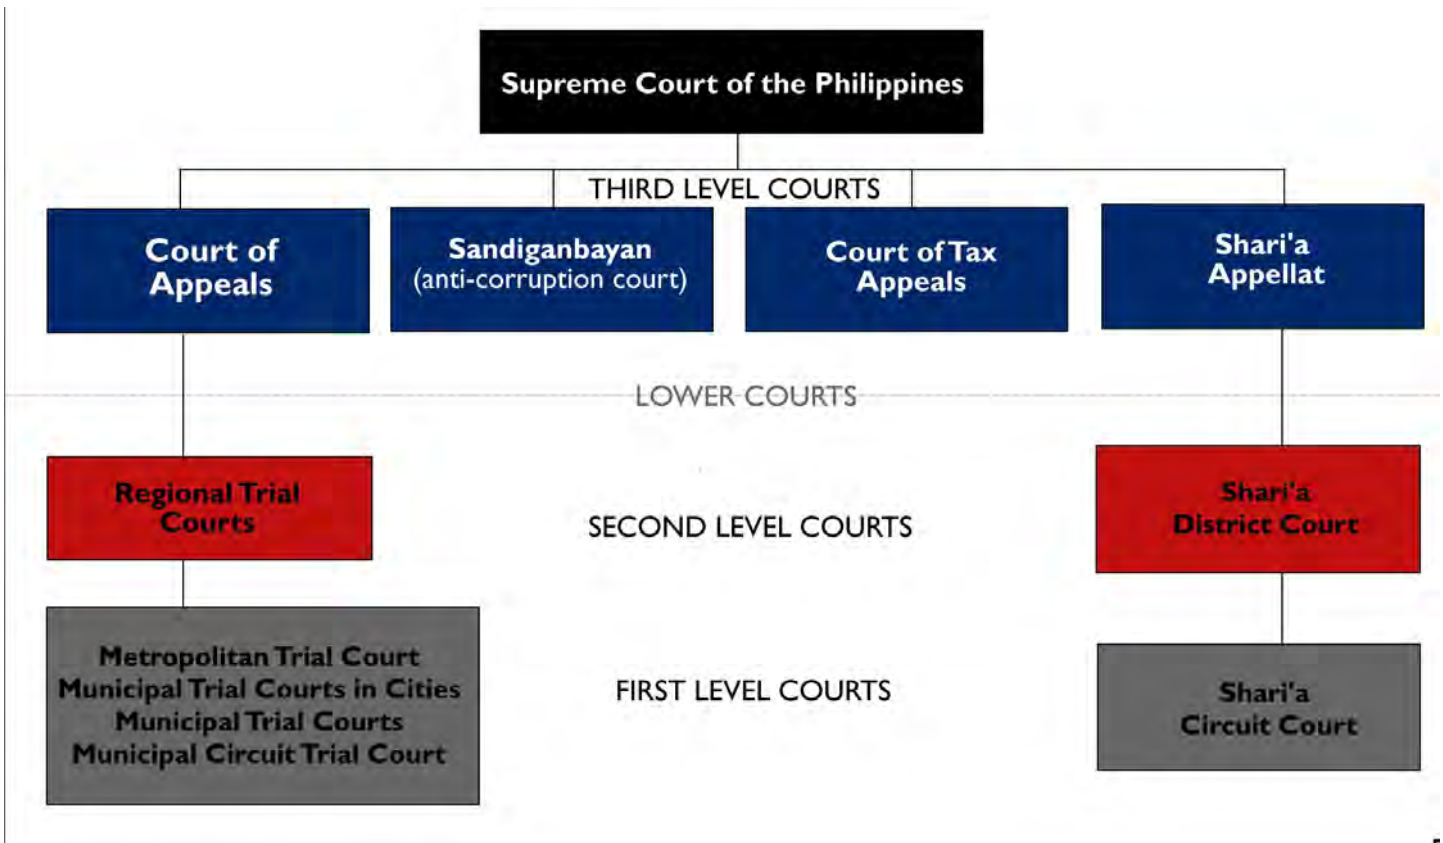 Supreme Court of the Philippines
THIRD LEVEL COURTS
Court of
Appeals
Sandiganbayan
(anti-corruption court)
Court of Tax
Appeals
Shari'a
Appellat
LOWER COURTS
Regional Trial
Courts
SECOND LEVEL COURTS
Shari'a
District Court
Metropolitan Trial Court
Municipal Trial Courts in Cities
Municipal Trial Courts
Municipal Circuit Trial Court
FIRST LEVEL COURTS
Shari'a
Circuit Court